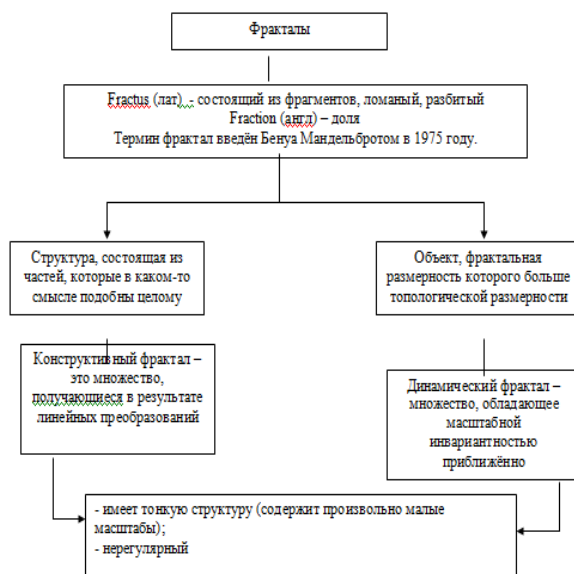 Фракталы
Fractus (лат). - состоящий из фрагментов, ломаный, разбитый
Fraction (англ) – доля
Термин фрактал введён Бенуа Мандельбротом в 1975 году.
Структура, состоящая из
частей, которые в каком-то
смысле подобны целому
Объект, фрактальная
размерность которого больше
топологической размерности
Конструктивный фрактал –
это множество,
получающиеся в результате
линейных преобразований
Динамический фрактал –
множество, обладающее
масштабной
инвариантностью
приближённо
- имеет тонкую структуру (содержит произвольно малые
масштабы);
- нерегулярный